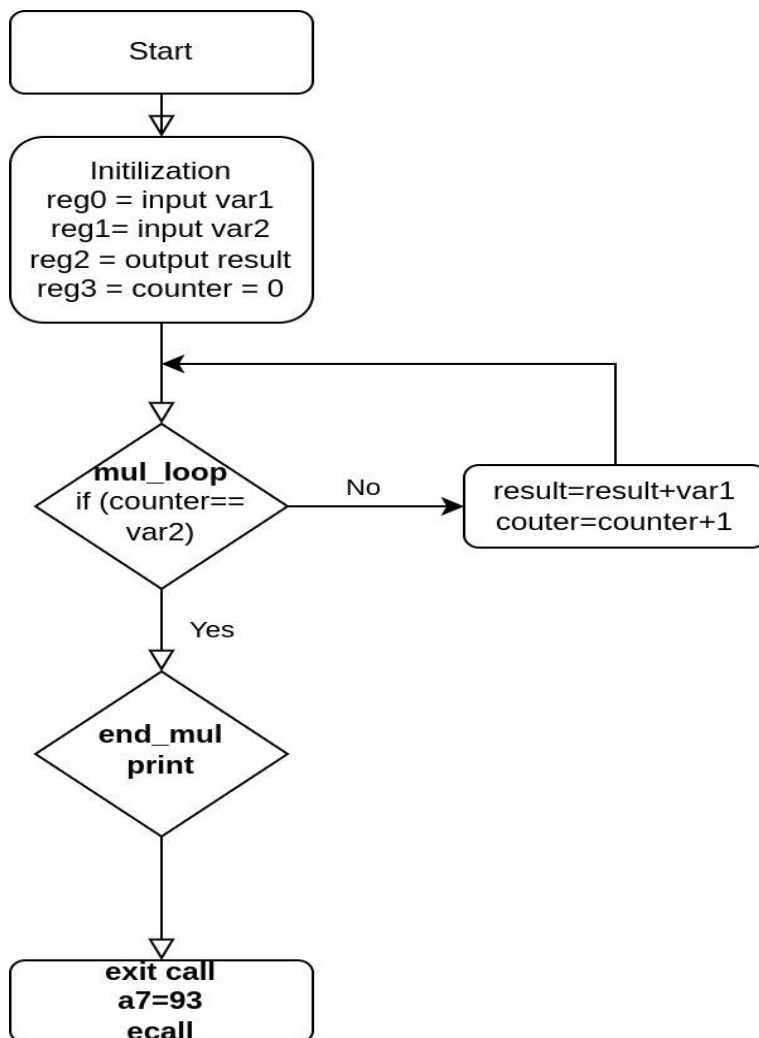 Start
Initilization
reg0 = input var1
reg1= input var2
reg2 = output result
reg3 = counter = 0
mul_loop
if (counter==
var2)
No
result=result+var1
couter=counter+1
Yes
end_mul
print
exit call
a7=93
ecall